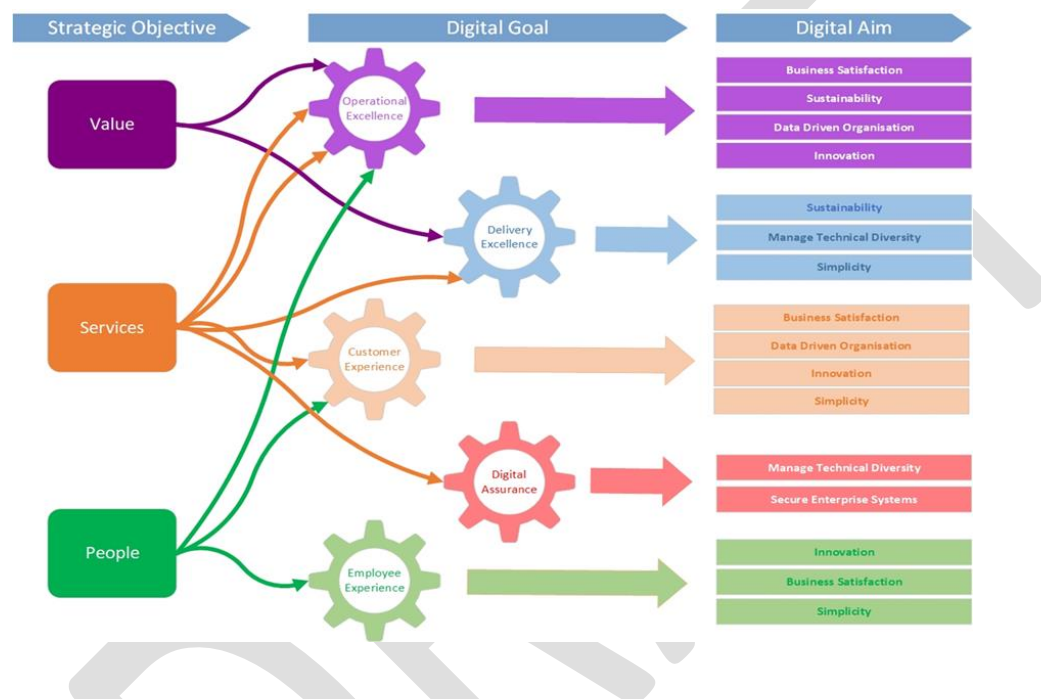 Strategic Objective
Digital Goal
Digital Aim
Value
Services
People
Operational
Excellence
Delivery
Excellence
Customer
Experience
Digital
Assurance
Employee
Experience
Business Satisfaction
Sustainability
Data Driven Organisation
Innovation
Sustainability
Manage Technical Diversity
Simplicity
Business Satisfaction
Data Driven Organisation
Innovation
Simplicity
Manage Technical Diversity
Secure Enterprise Systems
Innovation
Business Satisfaction
Simplicity